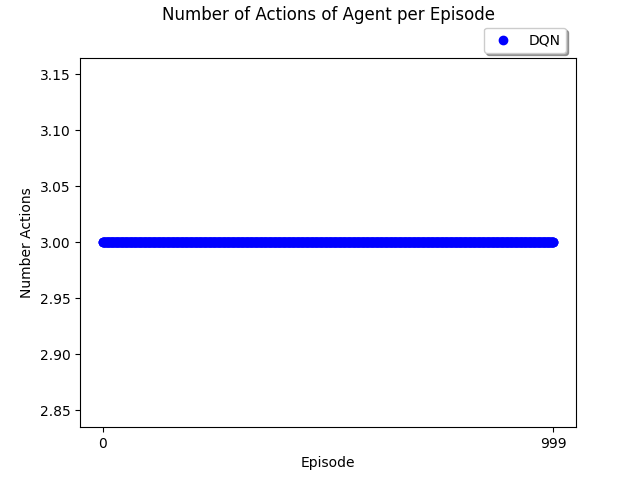 Number of Actions of Agent per Episode
DQN
3.15
3.10
3.05
3.00
2.95
2.90
2.85
Number Actions
0 999
Episode